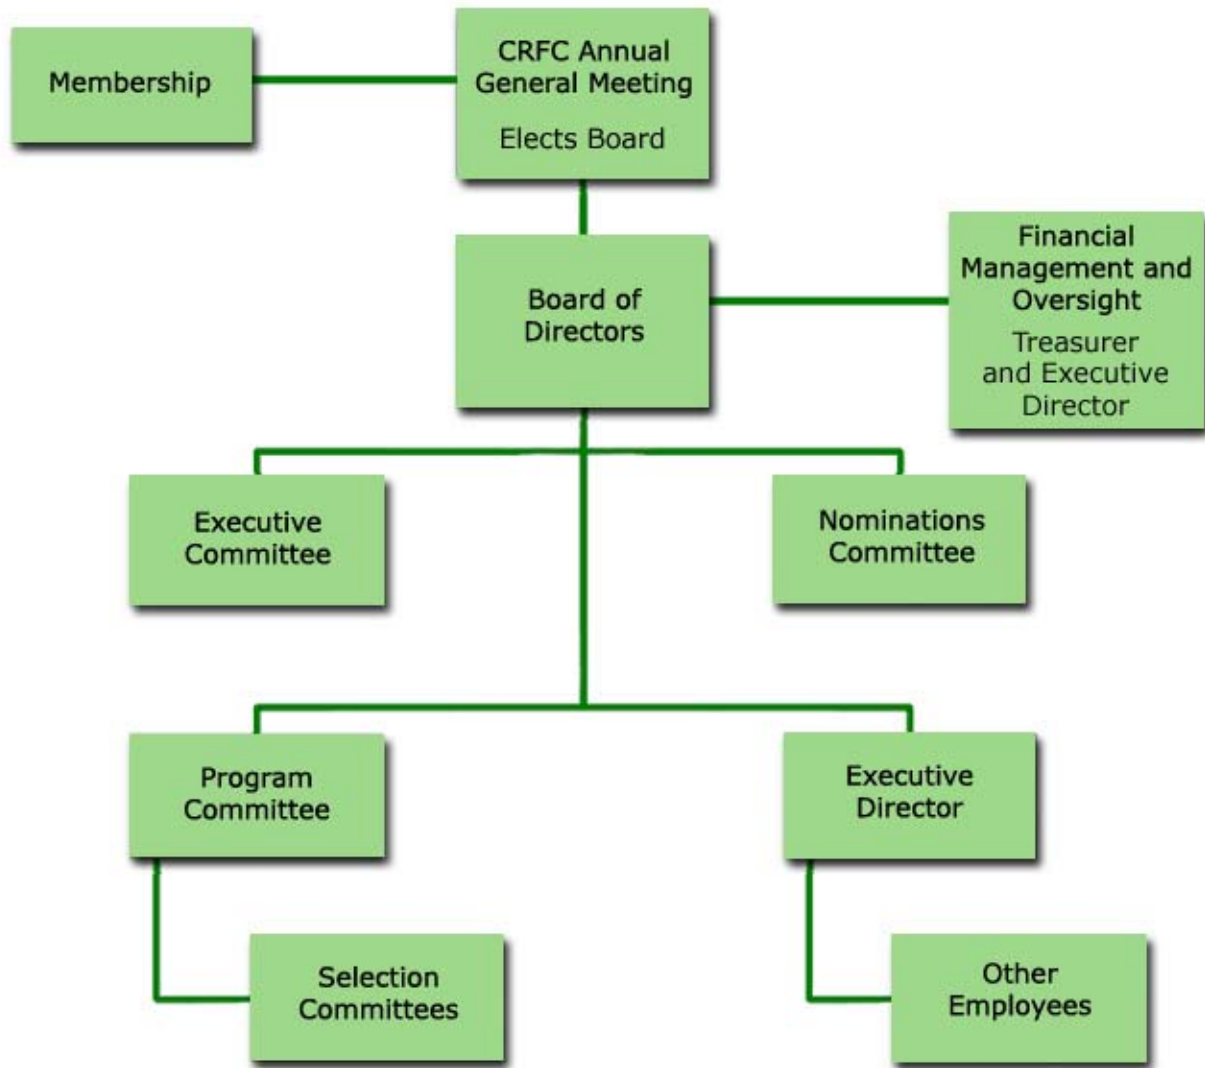 Membership
CRFC Annual
General Meeting
Elects Board
Board of
Directors
Financial
Management and
Oversight
Treasurer
and Executive
Director
Executive
Committee
Nominations
Committee
Program
Committee
Executive
Director
Selection
Committees
Other
Employees